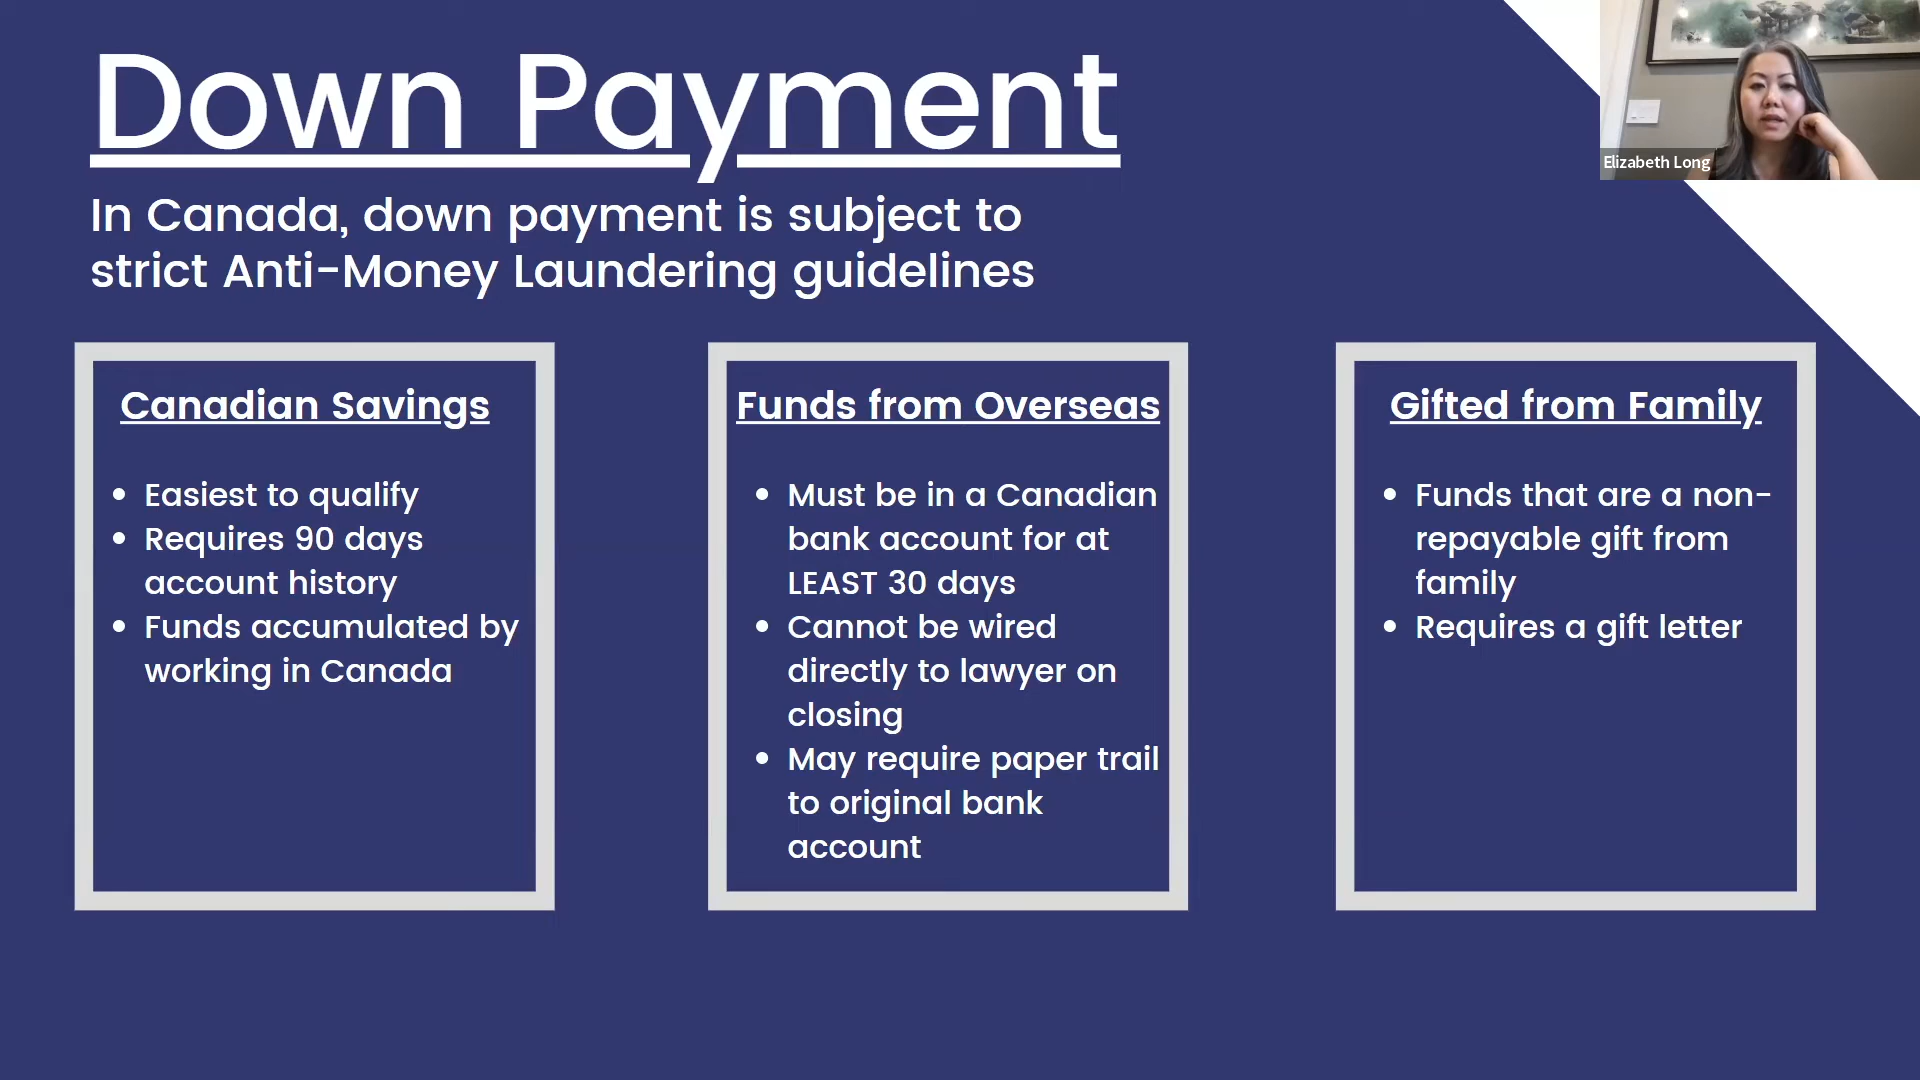 Down Payment
In Canada, down payment is subject to
strict Anti-Money Laundering guidelines
Elizabeth Long
Canadian Savings
• Easiest to qualify
• Requires 90 days
account history
• Funds accumulated by
working in Canada
Funds from Overseas
• Must be in a Canadian
bank account for at
LEAST 30 days
• Cannot be wired
directly to lawyer on
closing
• May require paper trail
to original bank
account
Gifted from Family
• Funds that are a non-
repayable gift from
family
• Requires a gift letter